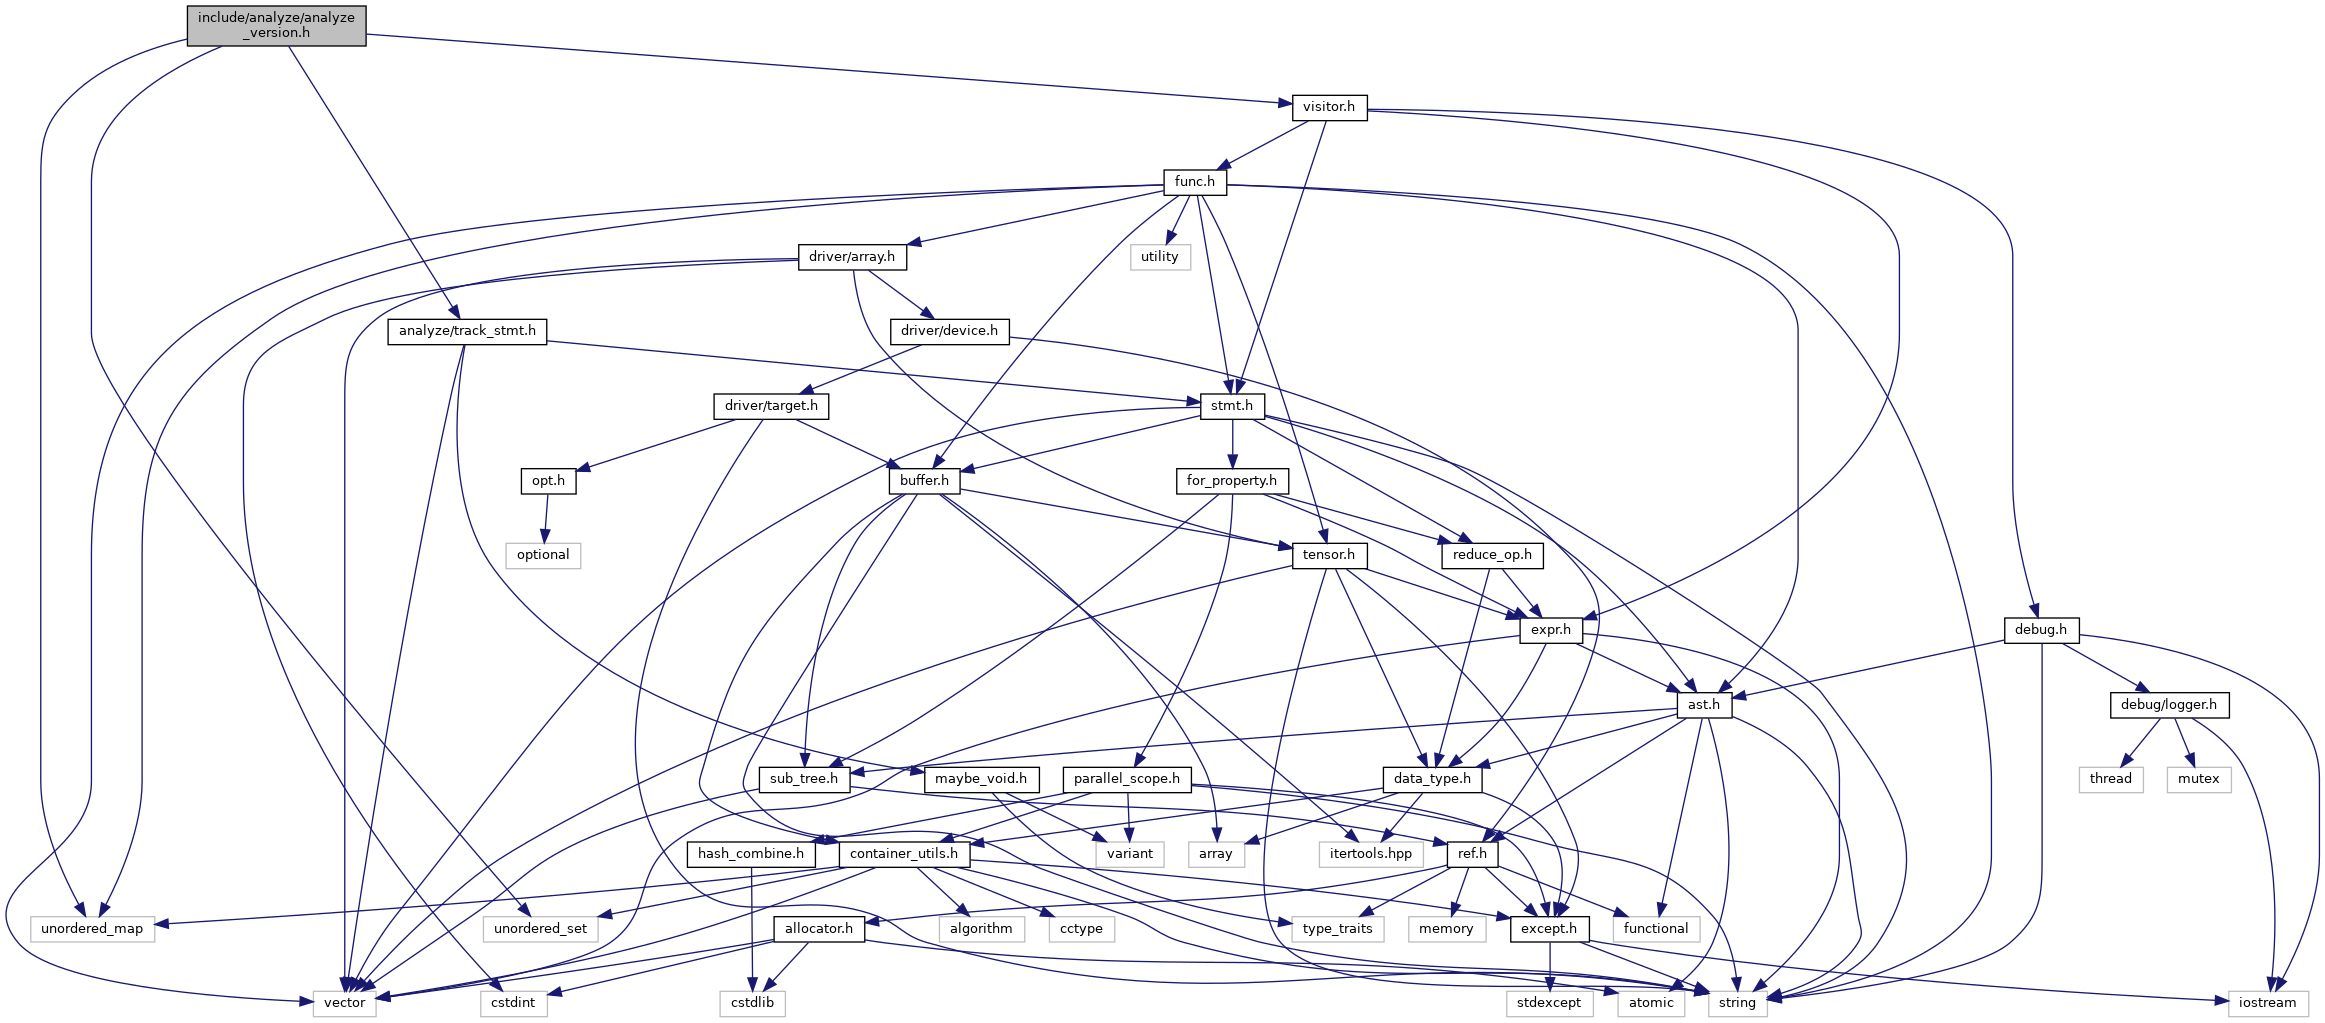 include/analyze/analyze
_version.h
visitor.h
func.h
driver/array.h
utility
analyze/track_stmt.h
driver/device.h
driver/target.h
stmt.h
opt.h
buffer.h
for_property.h
optional
tensor.h
reduce_op.h
expr.h
debug.h
ast.h
debug/logger.h
sub_tree.h
maybe_void.h
parallel_scope.h
data_type.h
thread
mutex
hash_combine.h
container_utils.h
variant
array
itertools.hpp
ref.h
unordered_map
unordered_set
allocator.h
algorithm
cctype
type_traits
memory
except.h
functional
vector
cstdint
cstdlib
stdexcept
atomic
string
iostream